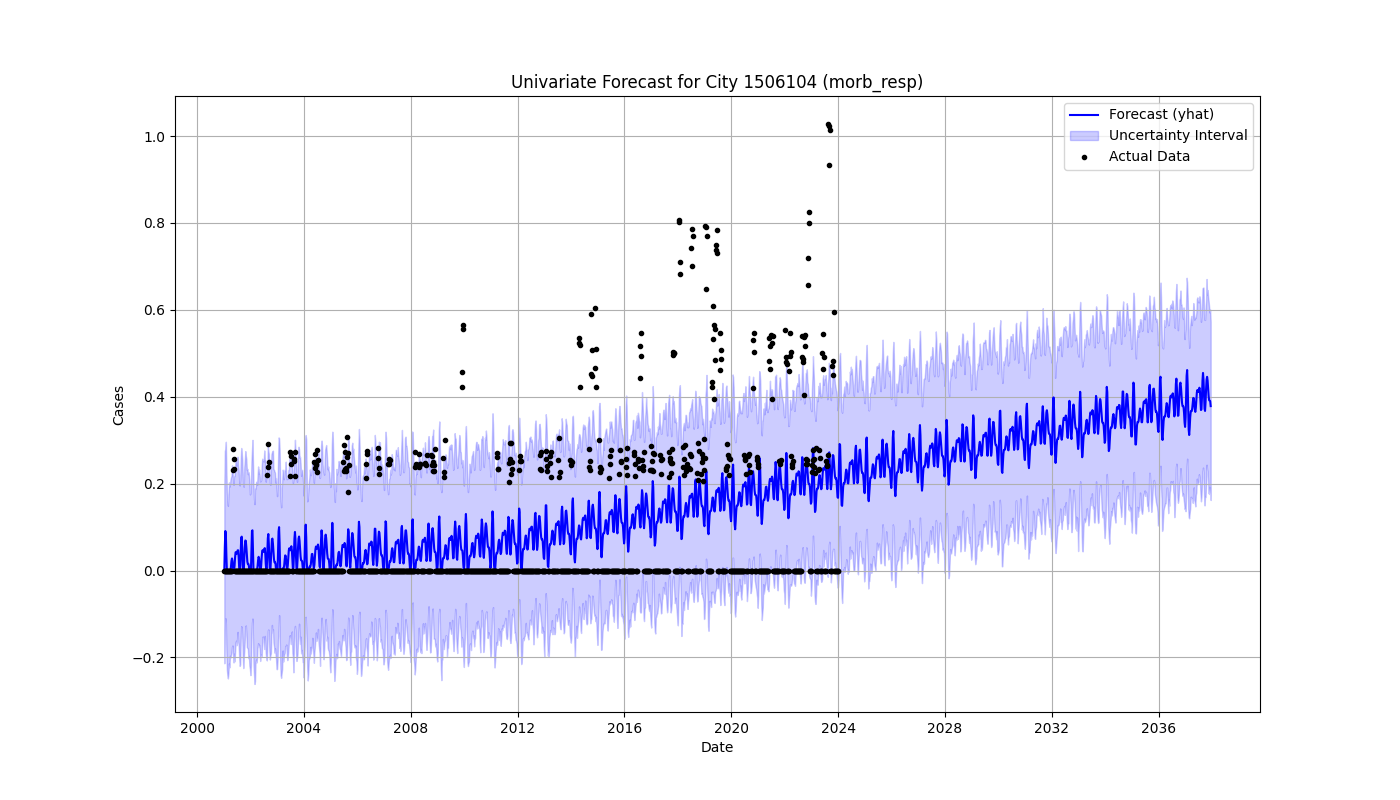 Univariate Forecast for City 1506104 (morb_resp)
Forecast (yhat)
Uncertainty Interval
Actual Data
1.0
0.8
0.6
0.4
0.2
0.0
−0.2
Cases
2000 2004 2008 2012 2016 2020 2024 2028 2032 2036
Date